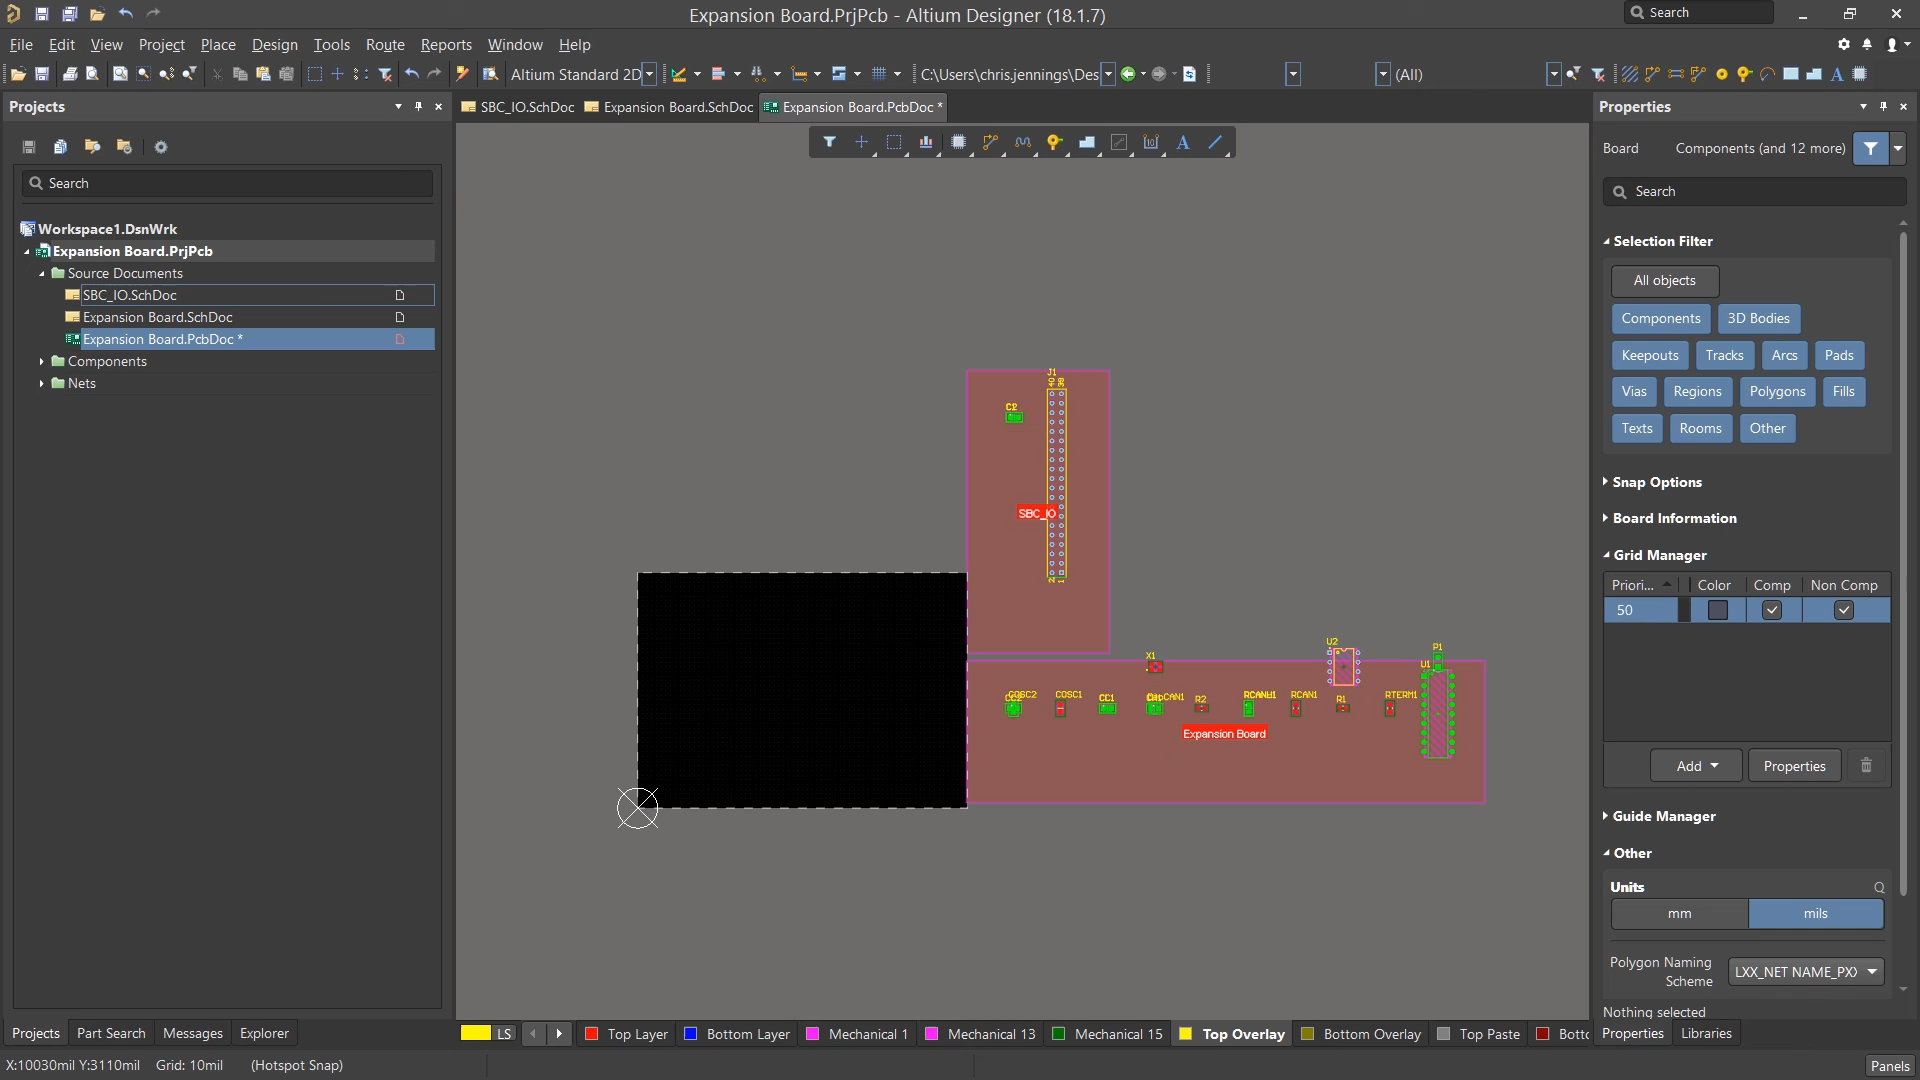 Expansion Board.PrjPcb - Altium Designer (18.1.7)
Search
File Edit View Project Place Design Tools Route Reports Window Help
Altium Standard 2D
C:\Users\chris.jennings\Des
(All)
Projects
SBC_IO.SchDoc
Expansion Board.SchDoc
Expansion Board.PcbDoc *
Search
Workspace1.DsnWrk
Expansion Board.PrjPcb
Source Documents
SBC_IO.SchDoc
Expansion Board.SchDoc
Expansion Board.PcbDoc *
Components
Nets
J1
40 39
C2
SBC_IO
2 1
X1
U2
P1
U1
COSC2
COSC1
CC1
R2
RCAN1
R1
RTERM1
Expansion Board
Properties
Board
Components (and 12 more)
Search
Selection Filter
All objects
Components 3D Bodies
Keepouts Tracks Arcs Pads
Vias Regions Polygons Fills
Texts Rooms Other
Snap Options
Board Information
Grid Manager
Priori... Color Comp Non Comp
50
Add Properties
Guide Manager
Other
Units
Q
mm mils
Polygon Naming
Scheme
LXX_NET NAME_PX
Nothing selected
Projects Part Search Messages Explorer
LS
Top Layer Bottom Layer Mechanical 1 Mechanical 13 Mechanical 15 Top Overlay Bottom Overlay Top Paste Botto
Properties Libraries
X:10030mil Y:3110mil Grid: 10mil (Hotspot Snap)
Panels